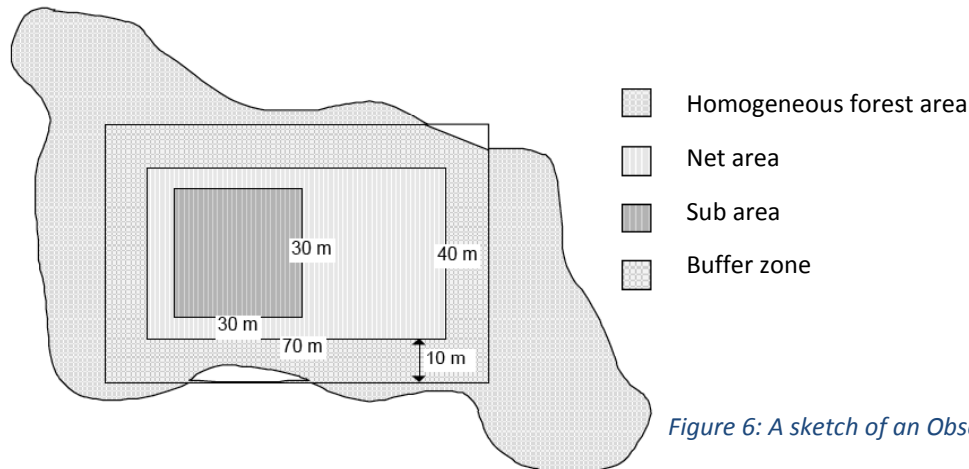 Homogeneous forest area
Net area
Sub area
Buffer zone
30 m
40 m
30 m
70 m
10 m
Figure 6: A sketch of an